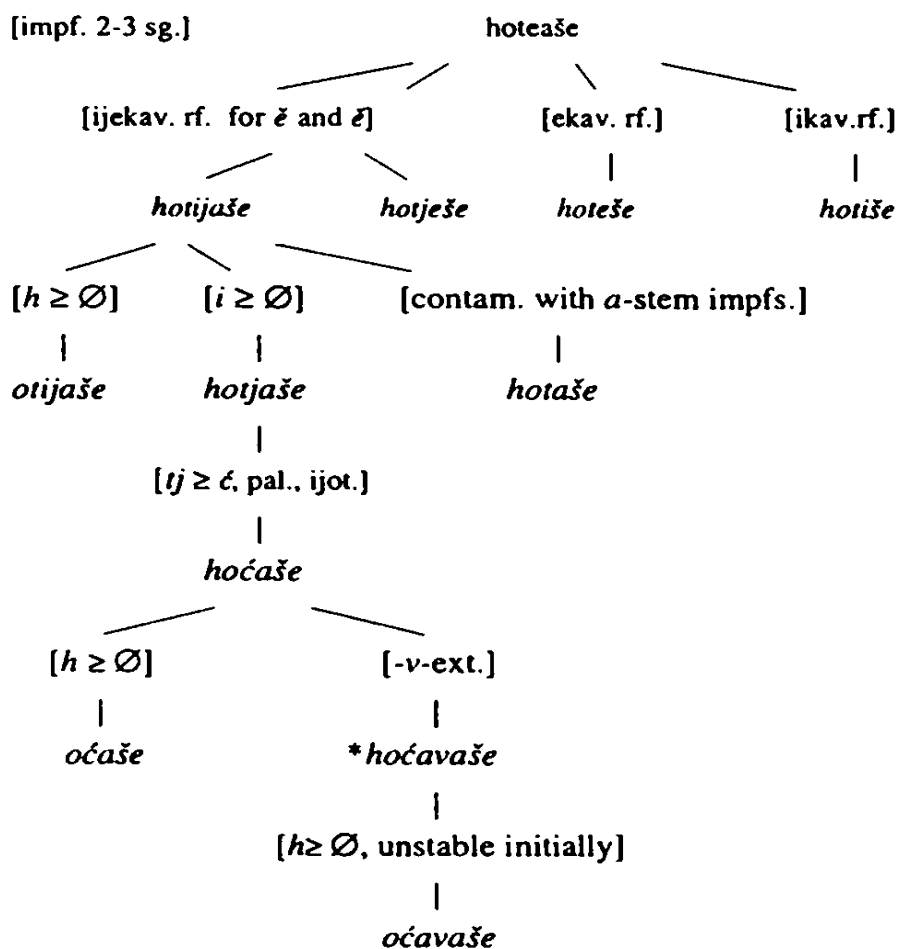 [impf. 2-3 sg.] hoteaše
[ijekav. rf. for ě and ě̄] [ekav. rf.] [ikav.rf.]
hotijaše hotješe hoteše hotiše
[h ≥ Ø] [i ≥ Ø] [contam. with a-stem impfs.]
otijaše hotjaše hotaše
[tj ≥ ć, pal., ijot.]
hoćaše
[h ≥ Ø] [-v-ext.]
oćaše *hoćavaše
[h≥ Ø, unstable initially]
oćavaše